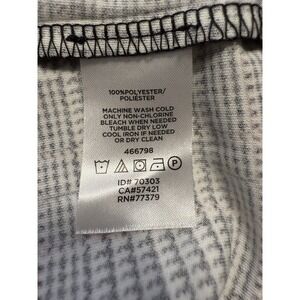 100%POLYESTER/
POLIÉSTER
MACHINE WASH COLD
ONLY NON-CHLORINE
BLEACH WHEN NEEDED
TUMBLE DRY LOW
COOL IRON IF NEEDED
OR DRY CLEAN
466798
P
ID# 70303
CA#57421
RN#77379